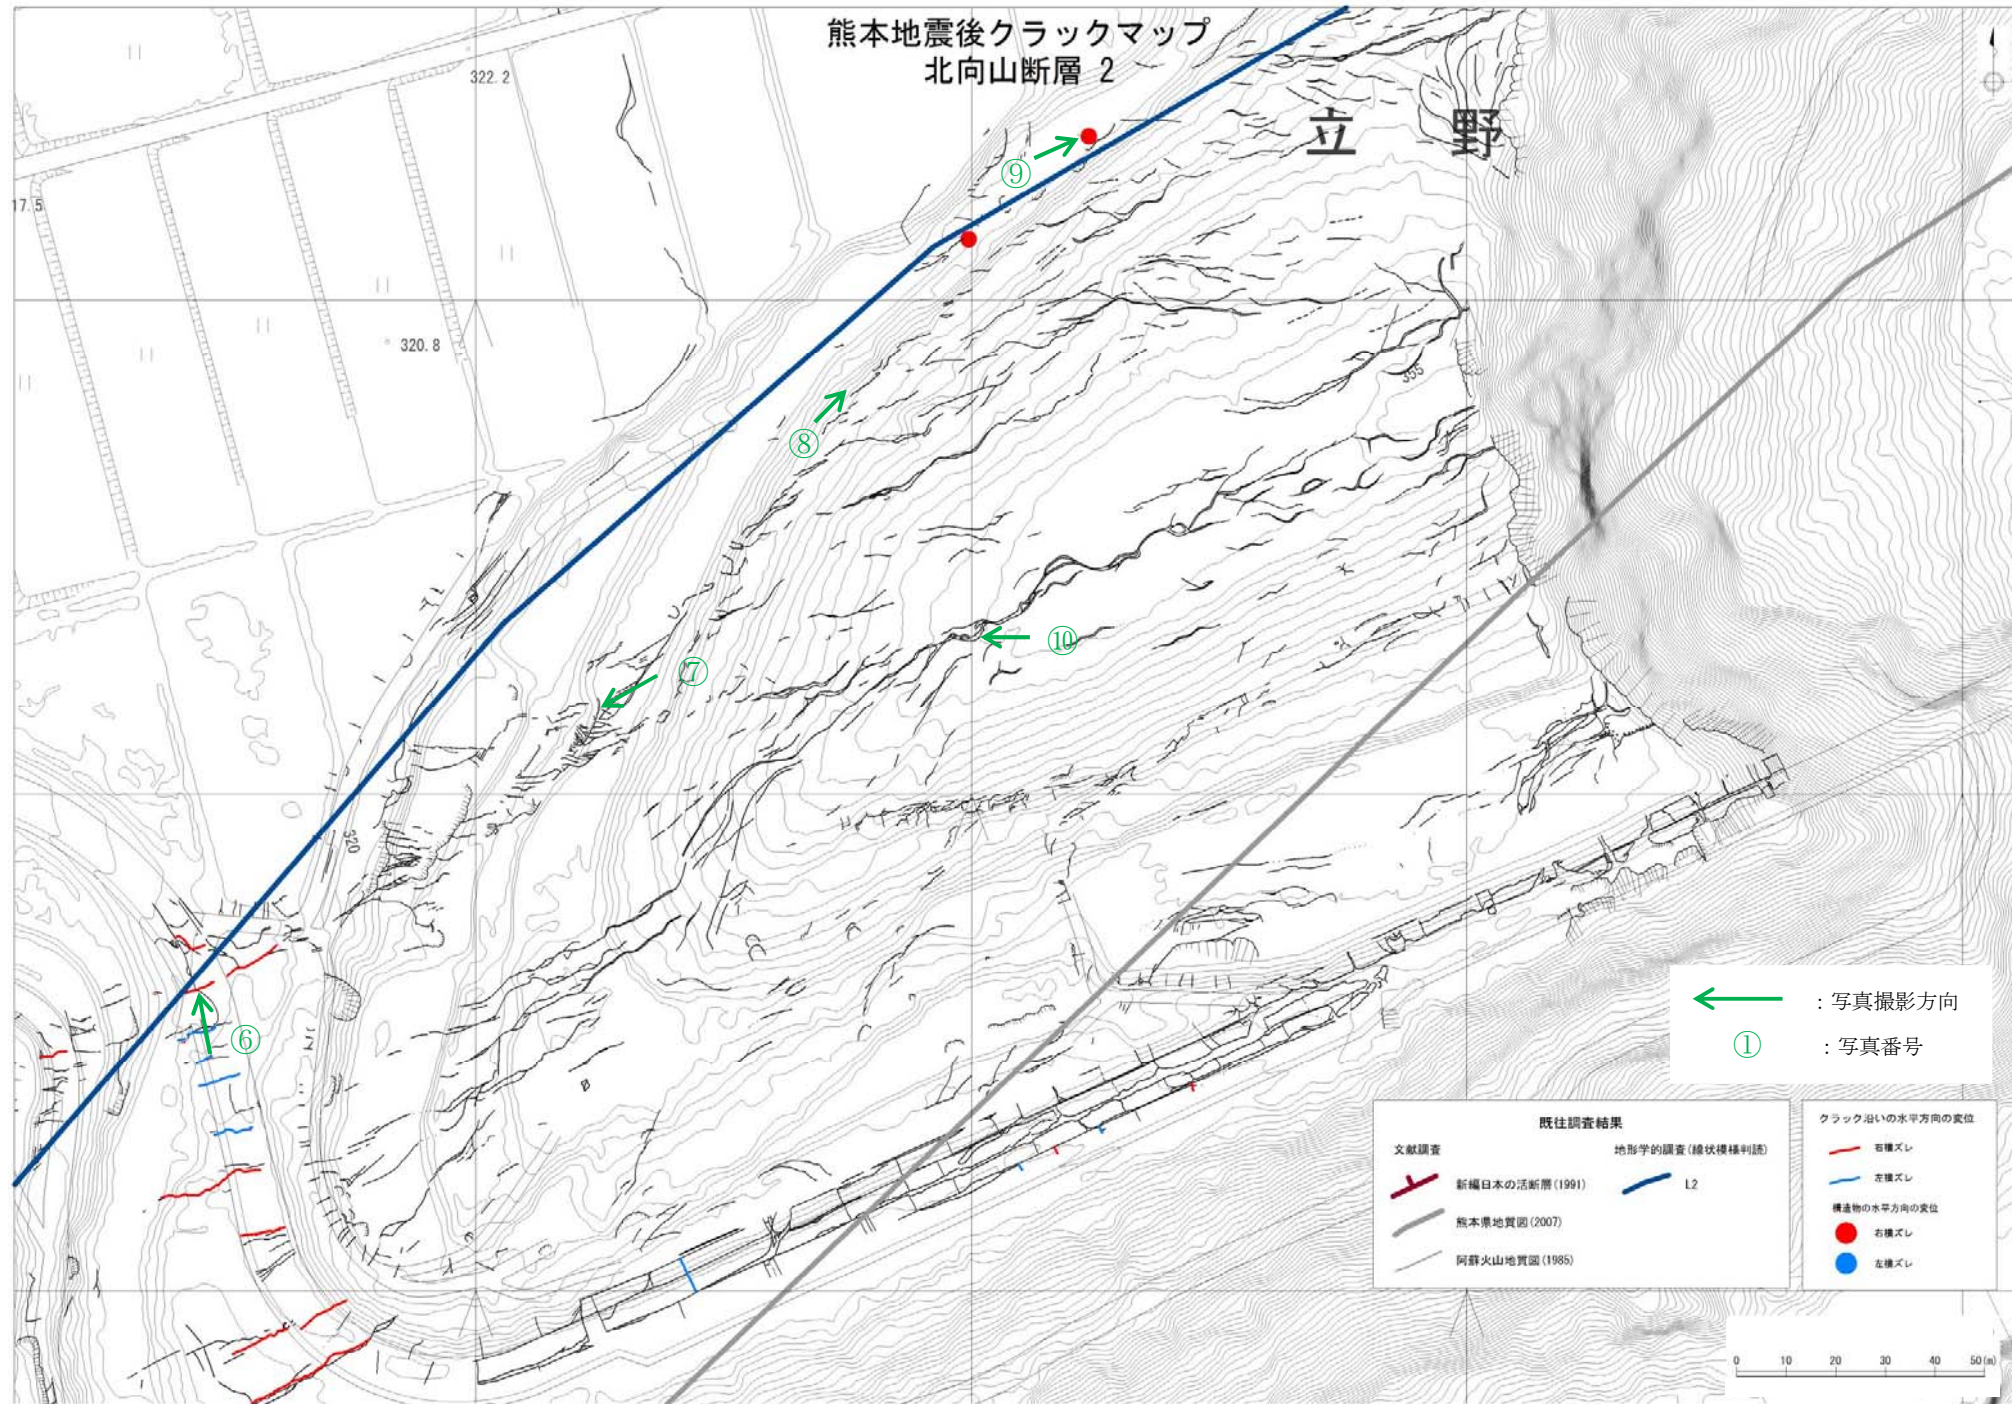 熊本地震後クラックマップ
北向山断層 2
322.2
立 野
⑨
17.5
320.8
355
⑧
⑩
⑦
320
⑥
：写真撮影方向
①
：写真番号
既往調査結果
文献調査
地形学的調査(線状模様判読)
新編日本の活断層(1991)
L2
熊本県地質図(2007)
阿蘇火山地質図(1985)
クラック沿いの水平方向の変位
右横ズレ
左横ズレ
構造物の水平方向の変位
右横ズレ
左横ズレ
0 10 20 30 40 50(m)